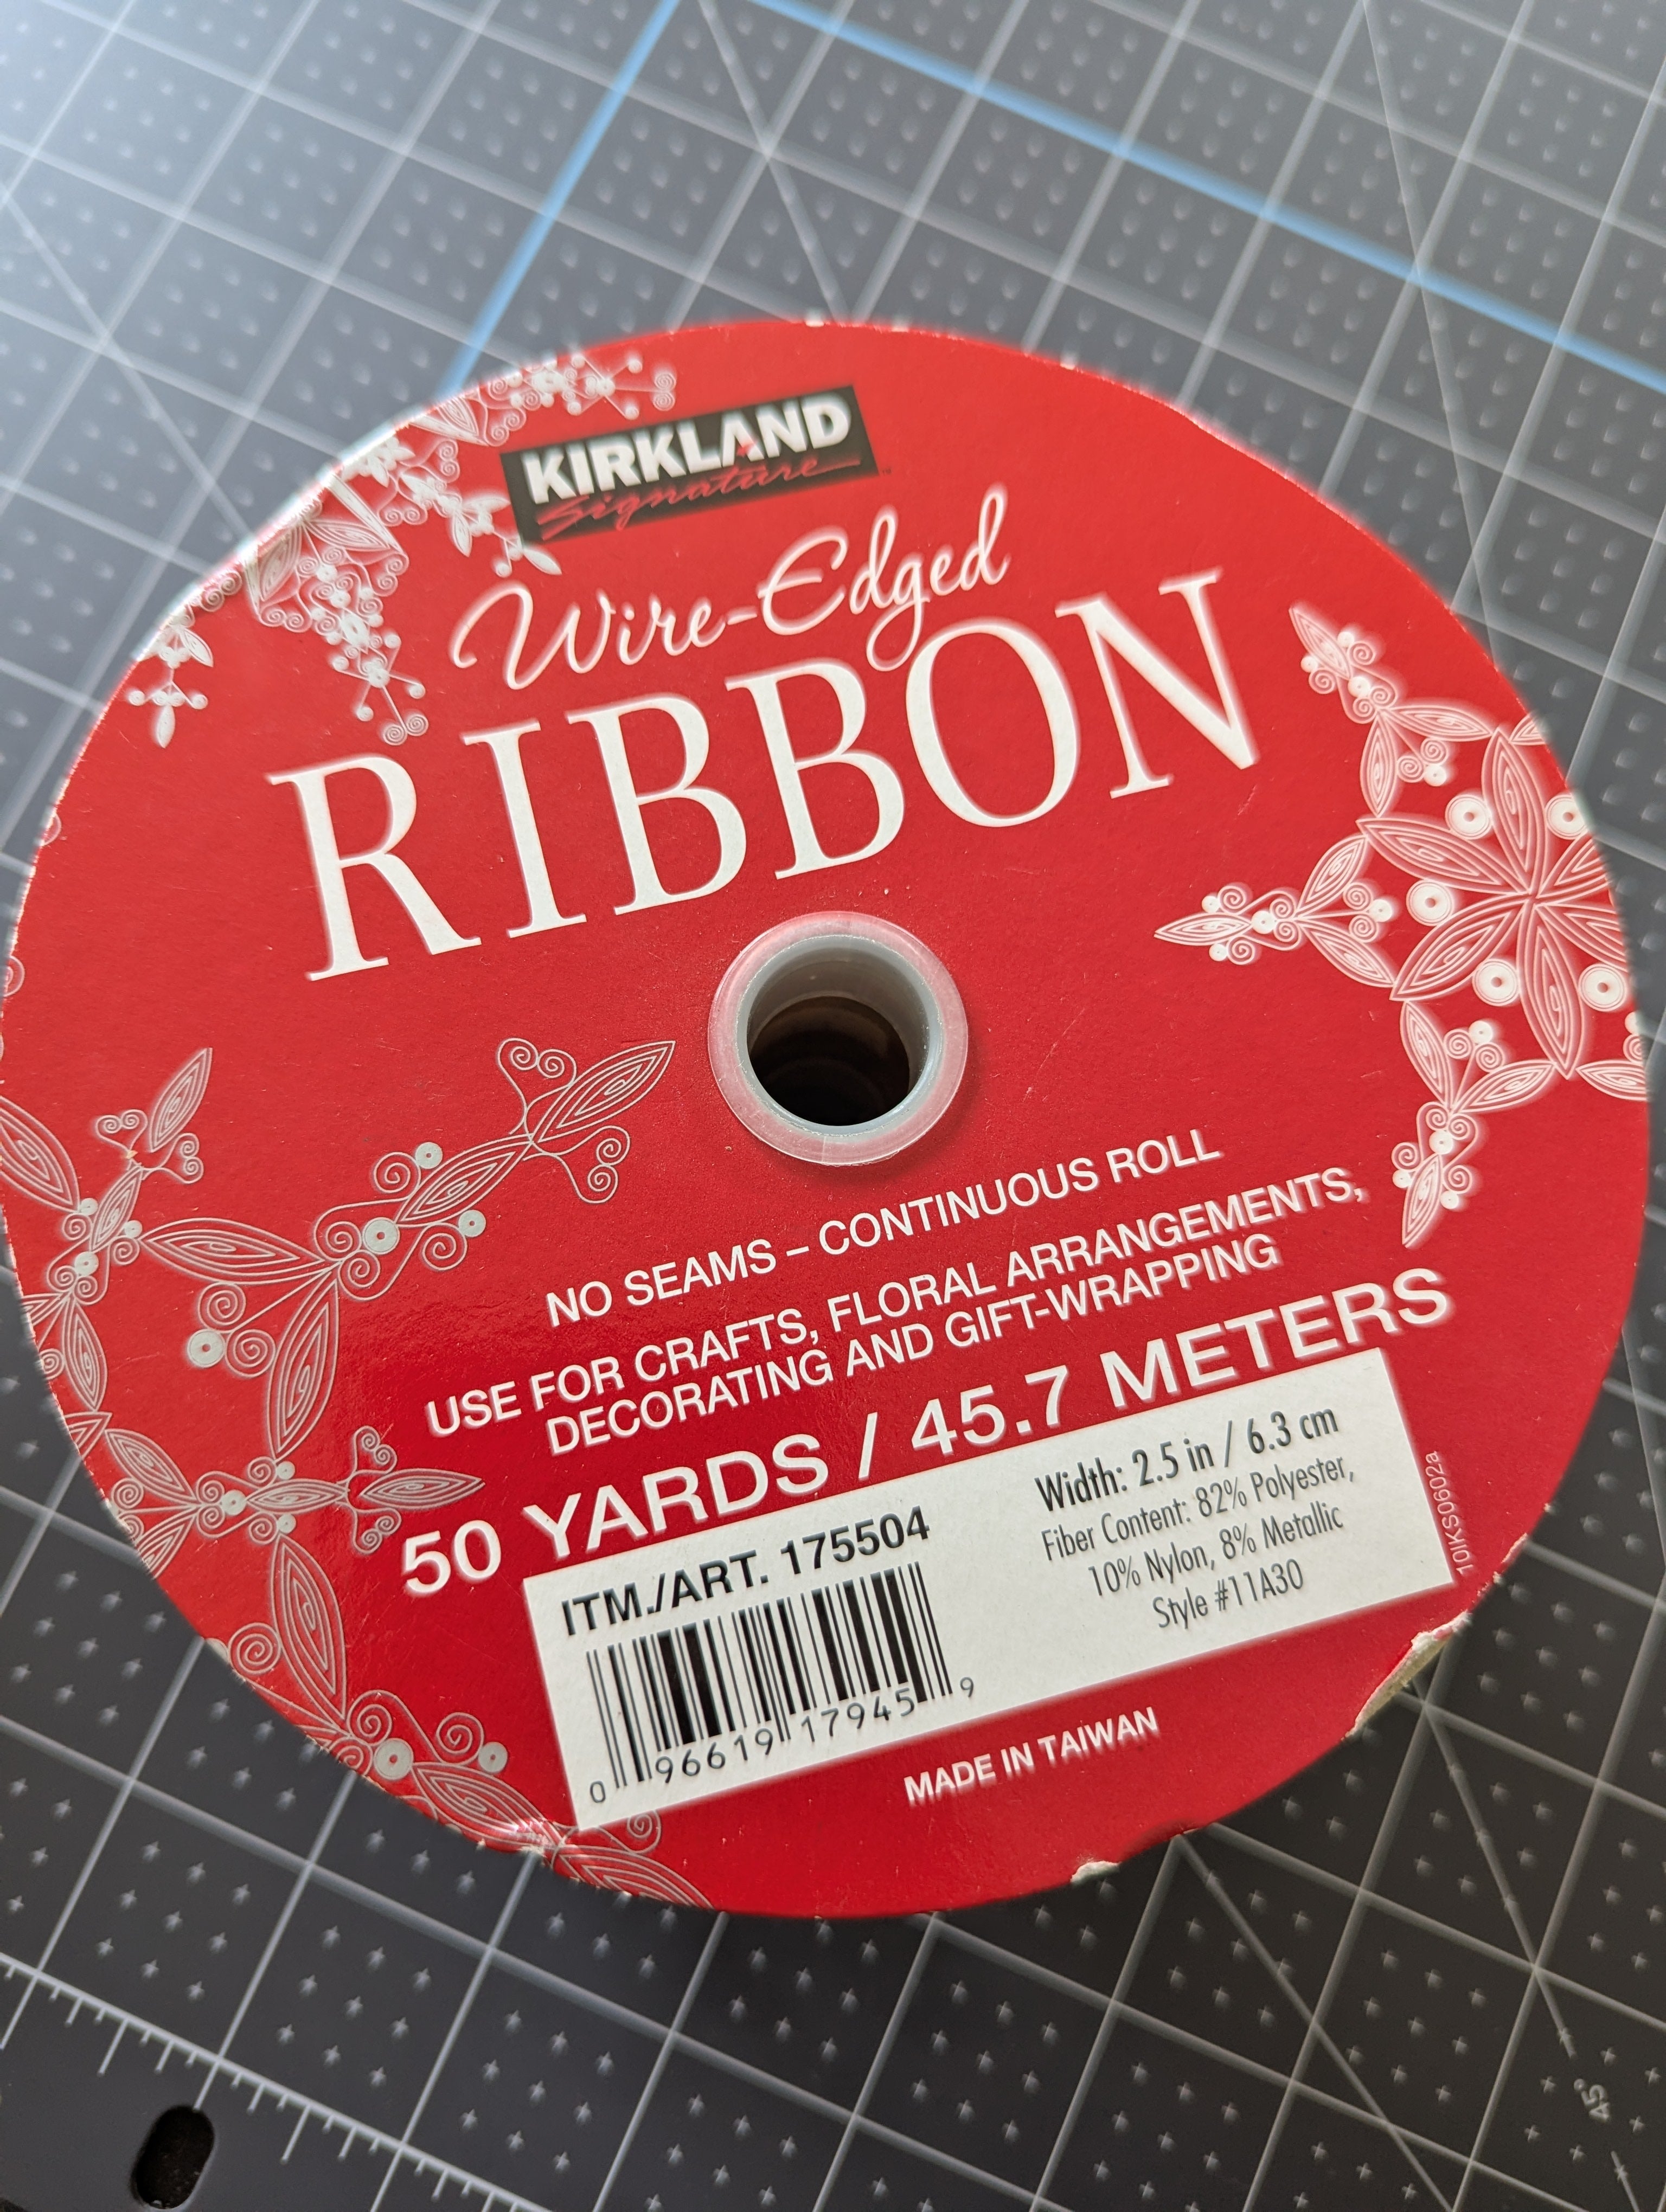 KIRKLAND
Signature™
Wire-Edged
RIBBON
NO SEAMS – CONTINUOUS ROLL
USE FOR CRAFTS, FLORAL ARRANGEMENTS,
DECORATING AND GIFT-WRAPPING
50 YARDS / 45.7 METERS
ITM./ART. 175504
0 96619 17945 9
Width: 2.5 in / 6.3 cm
Fiber Content: 82% Polyester,
10% Nylon, 8% Metallic
Style #11A30
10IKS0602a
MADE IN TAIWAN
45°